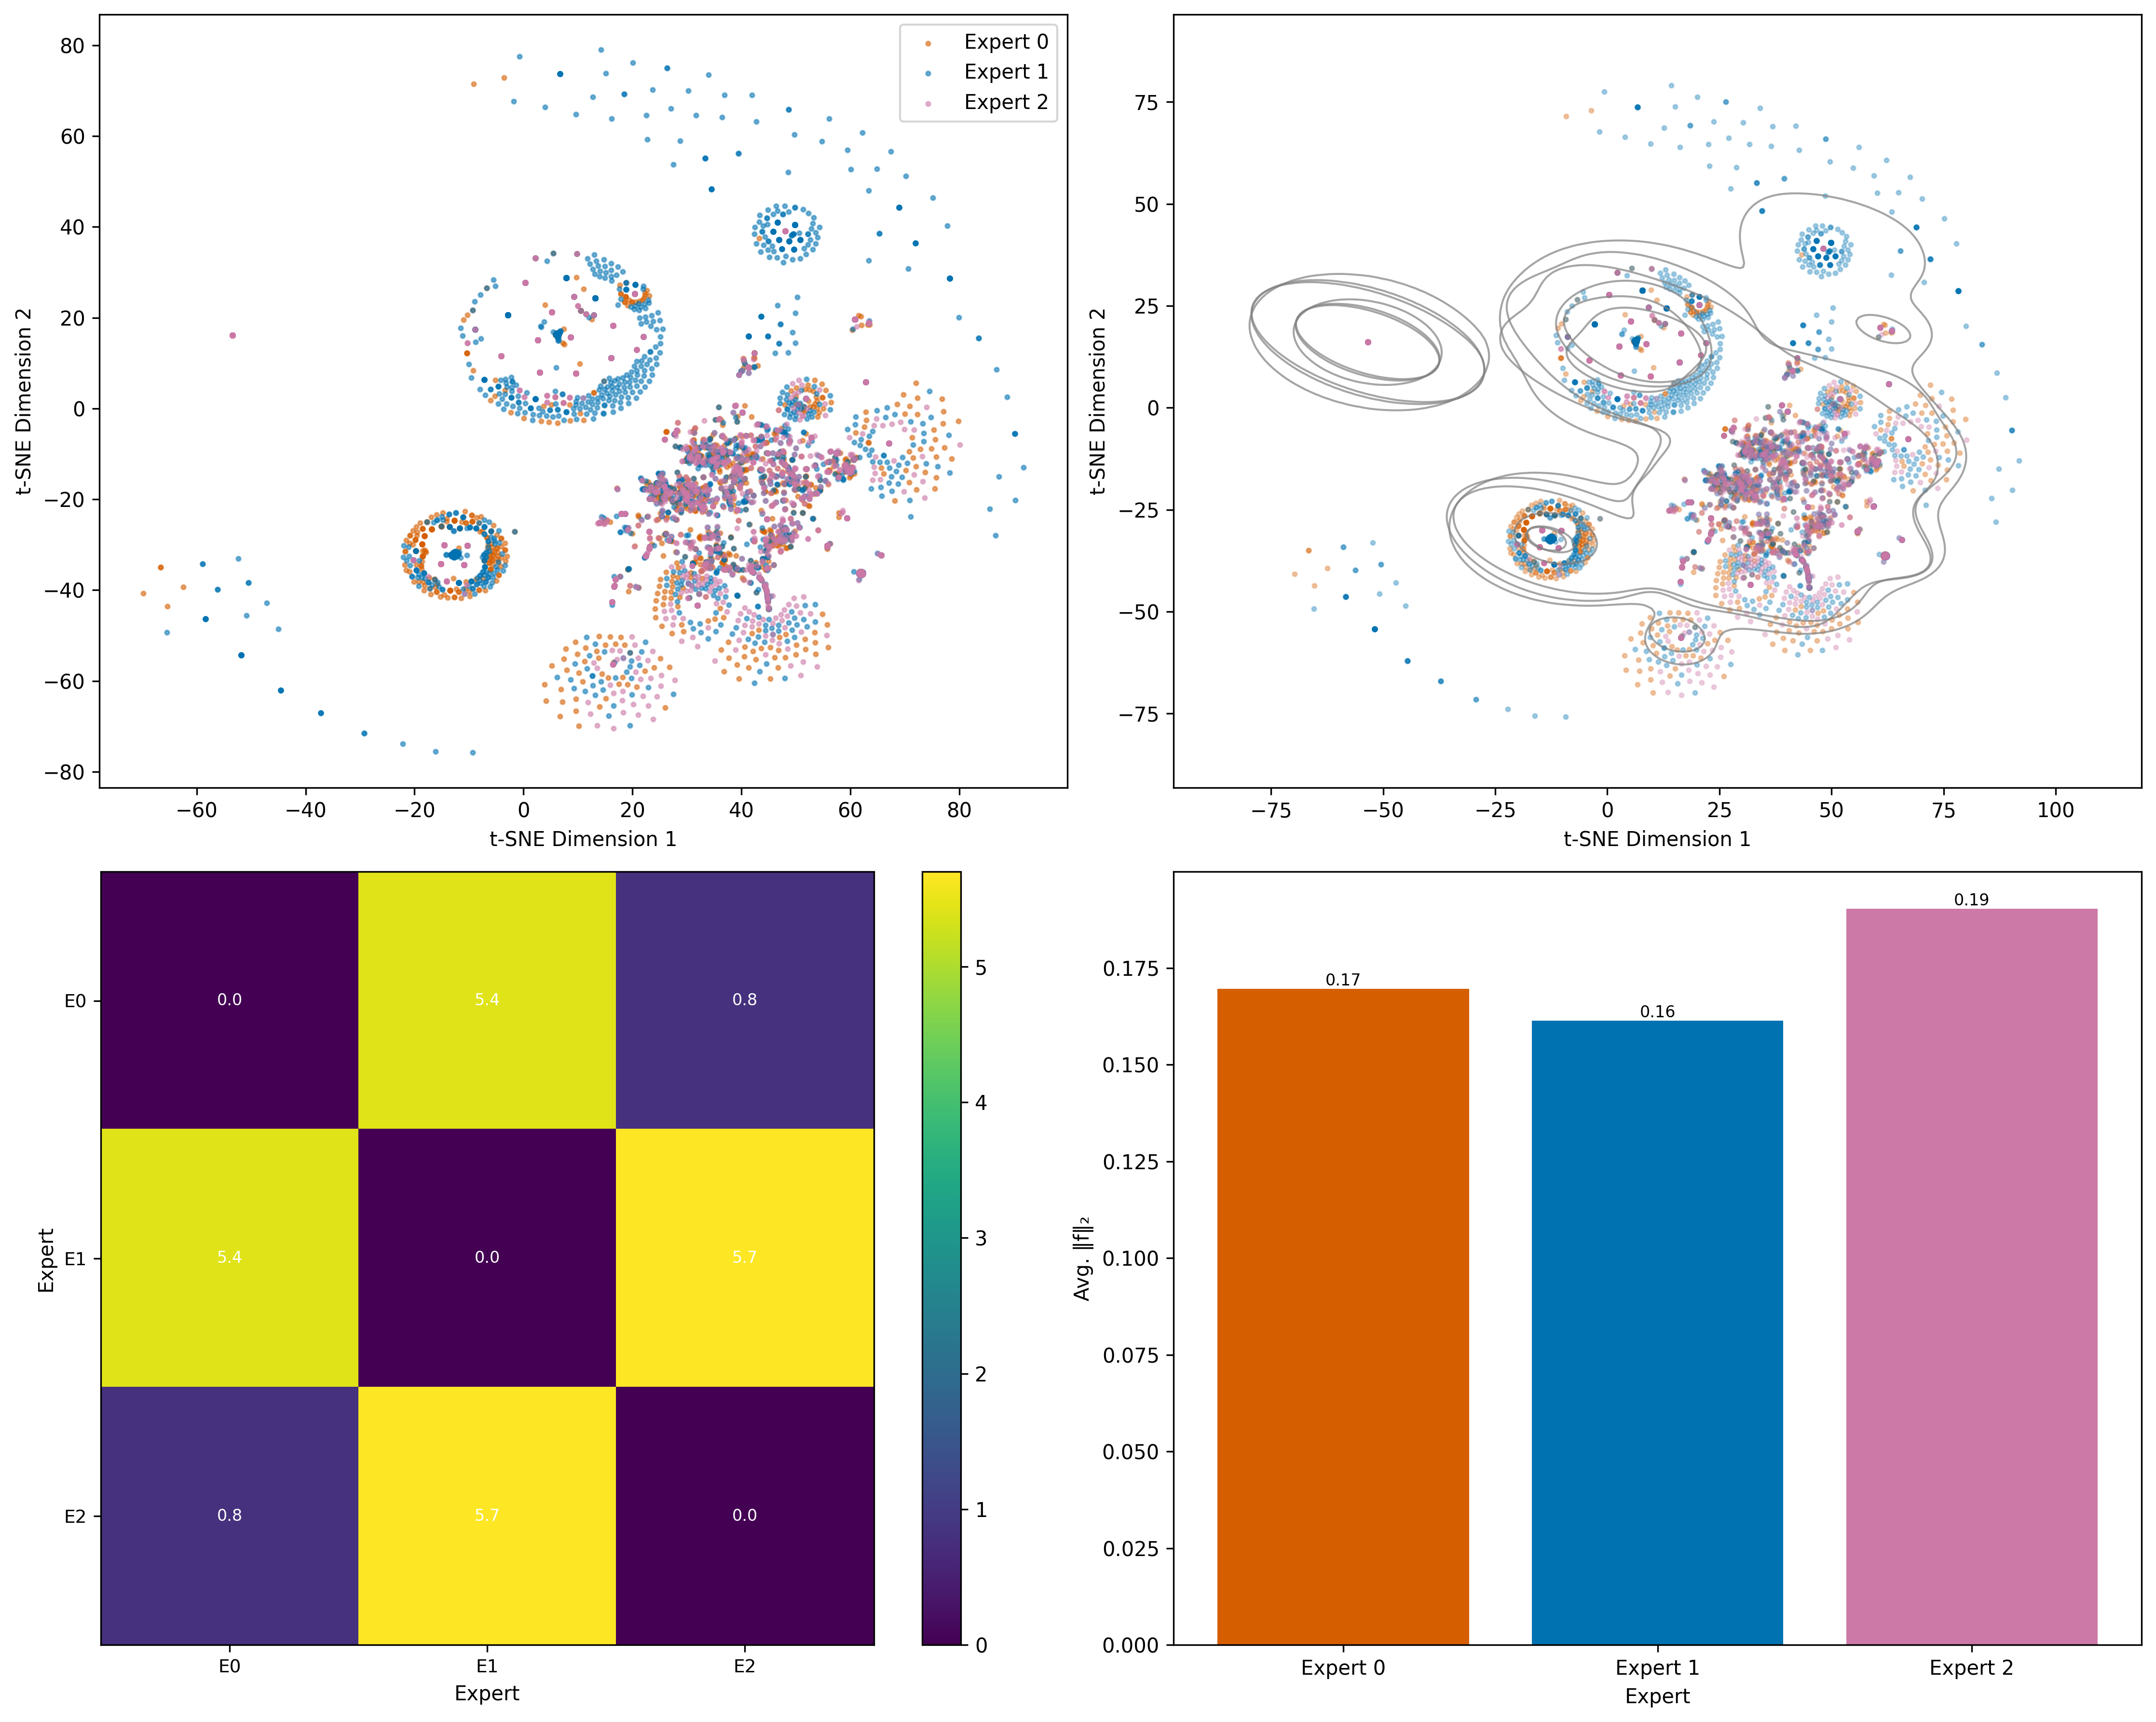 80
60
40
20
0
−20
−40
−60
−80
t-SNE Dimension 2
−60
−40
−20
0
20
40
60
80
t-SNE Dimension 1
Expert 0
Expert 1
Expert 2
75
50
25
0
−25
−50
−75
t-SNE Dimension 2
−75
−50
−25
0
25
50
75
100
t-SNE Dimension 1
E0
E1
E2
Expert
0.0
5.4
0.8
5.4
0.0
5.7
0.8
5.7
0.0
E0
E1
E2
Expert
5
4
3
2
1
0
0.175
0.150
0.125
0.100
0.075
0.050
0.025
0.000
Avg. ‖f‖₂
0.17
0.16
0.19
Expert 0
Expert 1
Expert 2
Expert